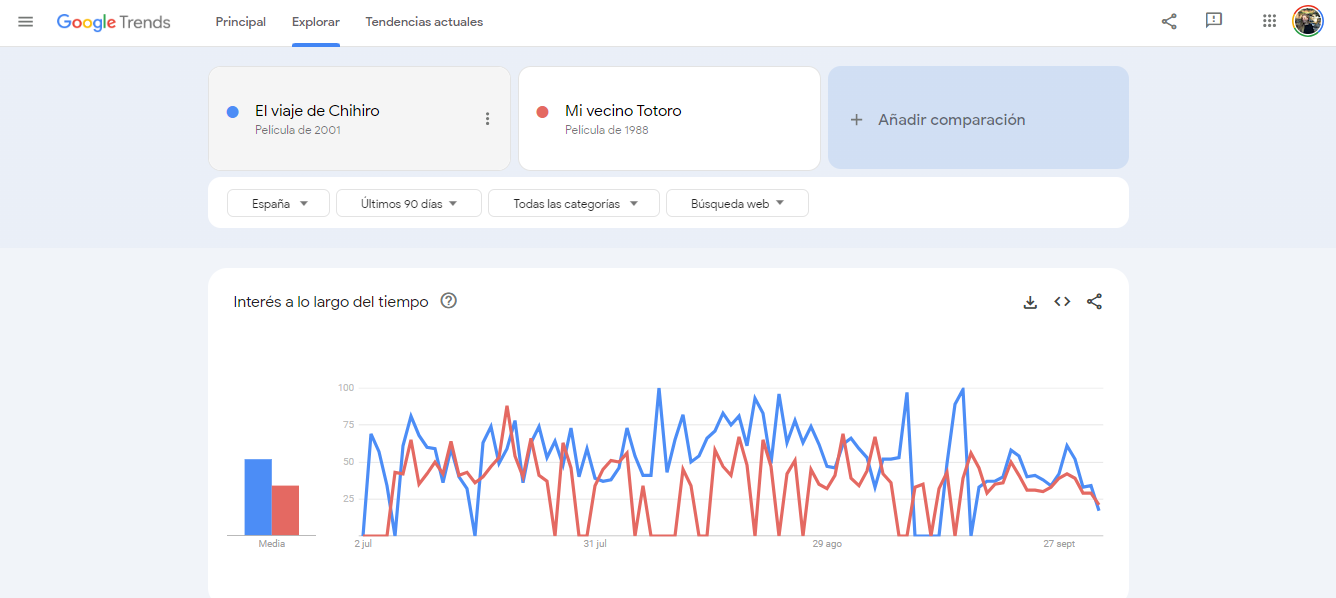 Google Trends
Principal
Explorar
Tendencias actuales
El viaje de Chihiro
Película de 2001
Mi vecino Totoro
Película de 1988
+ Añadir comparación
España
Últimos 90 días
Todas las categorías
Búsqueda web
Interés a lo largo del tiempo
100
75
50
25
Media
2 jul
31 jul
29 ago
27 sept